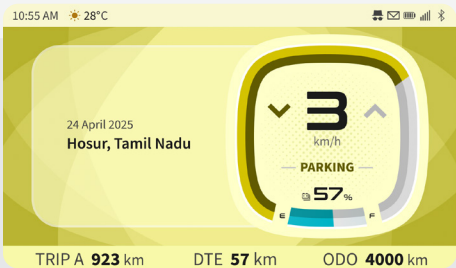 10:55 AM 28°C
24 April 2025
Hosur, Tamil Nadu
3
km/h
PARKING
57%
E F
TRIP A 923 km DTE 57 km ODO 4000 km